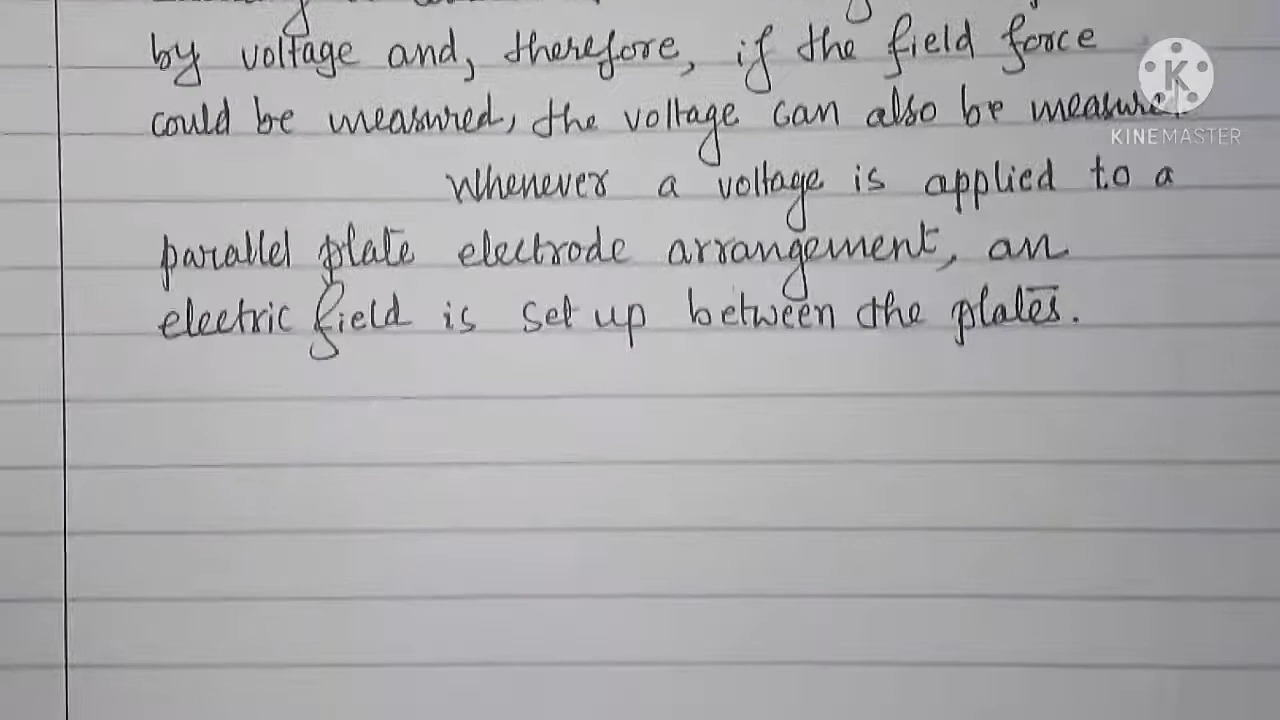 by voltage and, therefore, if the field force
could be measured, the voltage can also be measured
KINEMASTER
Whenever a voltage is applied to a
parallel plate electrode arrangement, an
electric field is set up between the plates.